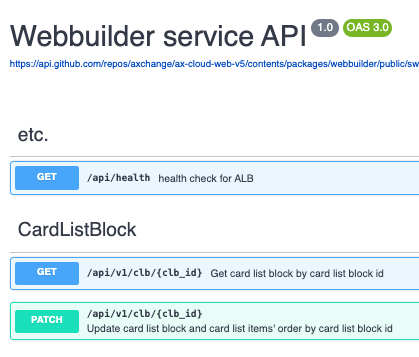 Webbuilder service API 1.0 OAS 3.0
https://api.github.com/repos/axchange/ax-cloud-web-v5/contents/packages/webbuilder/public/sw
etc.
GET /api/health health check for ALB
CardListBlock
GET /api/v1/clb/{clb_id} Get card list block by card list block id
PATCH /api/v1/clb/{clb_id}
Update card list block and card list items' order by card list block id